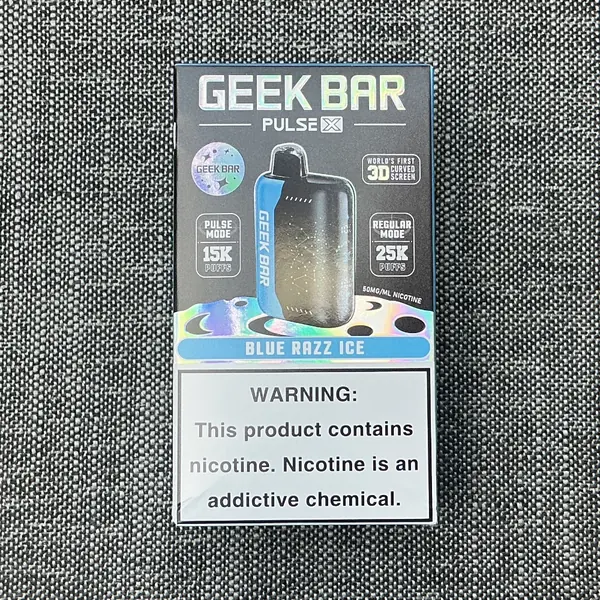 GEEK BAR
PULSE X
GEEK BAR
WORLD'S FIRST
3D CURVED
SCREEN
GEEK BAR
PULSE
MODE
15K
PUFFS
REGULAR
MODE
25K
PUFFS
50MG/ML NICOTINE
BLUE RAZZ ICE
WARNING:
This product contains
nicotine. Nicotine is an
addictive chemical.